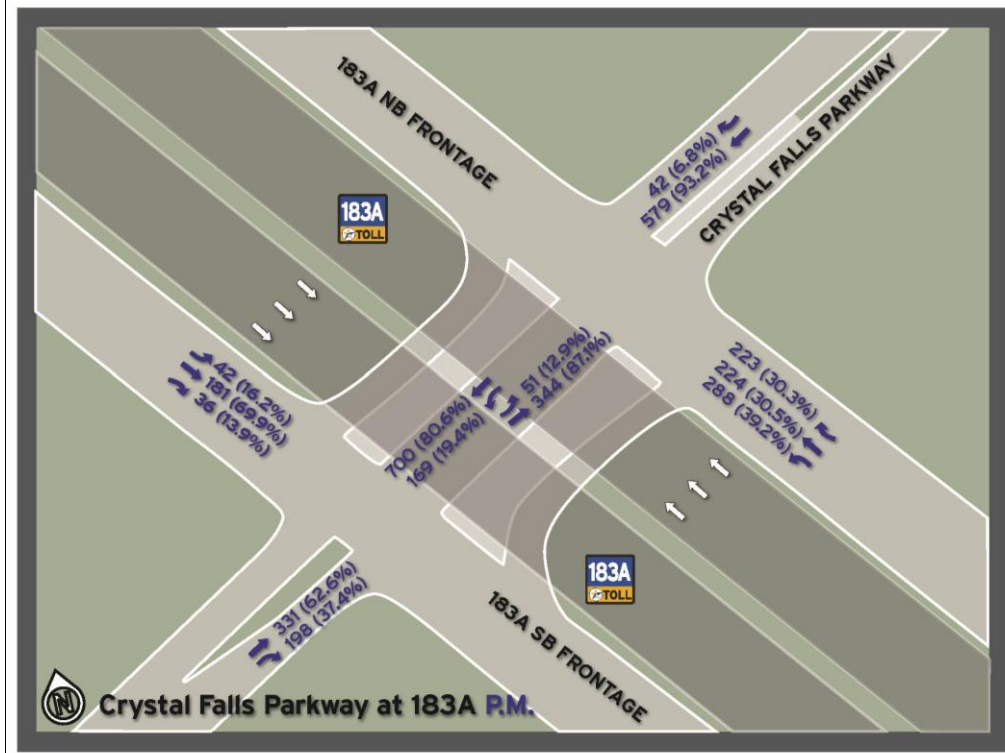 183A NB FRONTAGE
CRYSTAL FALLS PARKWAY
42 (6.8%)
579 (93.2%)
183A
TOLL
223 (30.3%)
224 (30.5%)
288 (39.2%)
51 (12.9%)
344 (87.1%)
42 (16.2%)
181 (69.9%)
36 (13.9%)
700 (80.6%)
169 (19.4%)
183A
TOLL
331 (62.6%)
198 (37.4%)
183A SB FRONTAGE
N
Crystal Falls Parkway at 183A P.M.